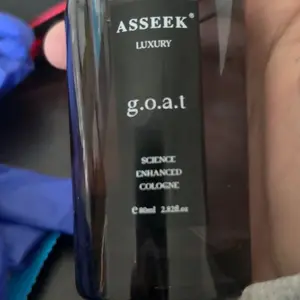 ASSEEK®
LUXURY
g.o.a.t
SCIENCE
ENHANCED
COLOGNE
℮80ml 2.82fl.oz